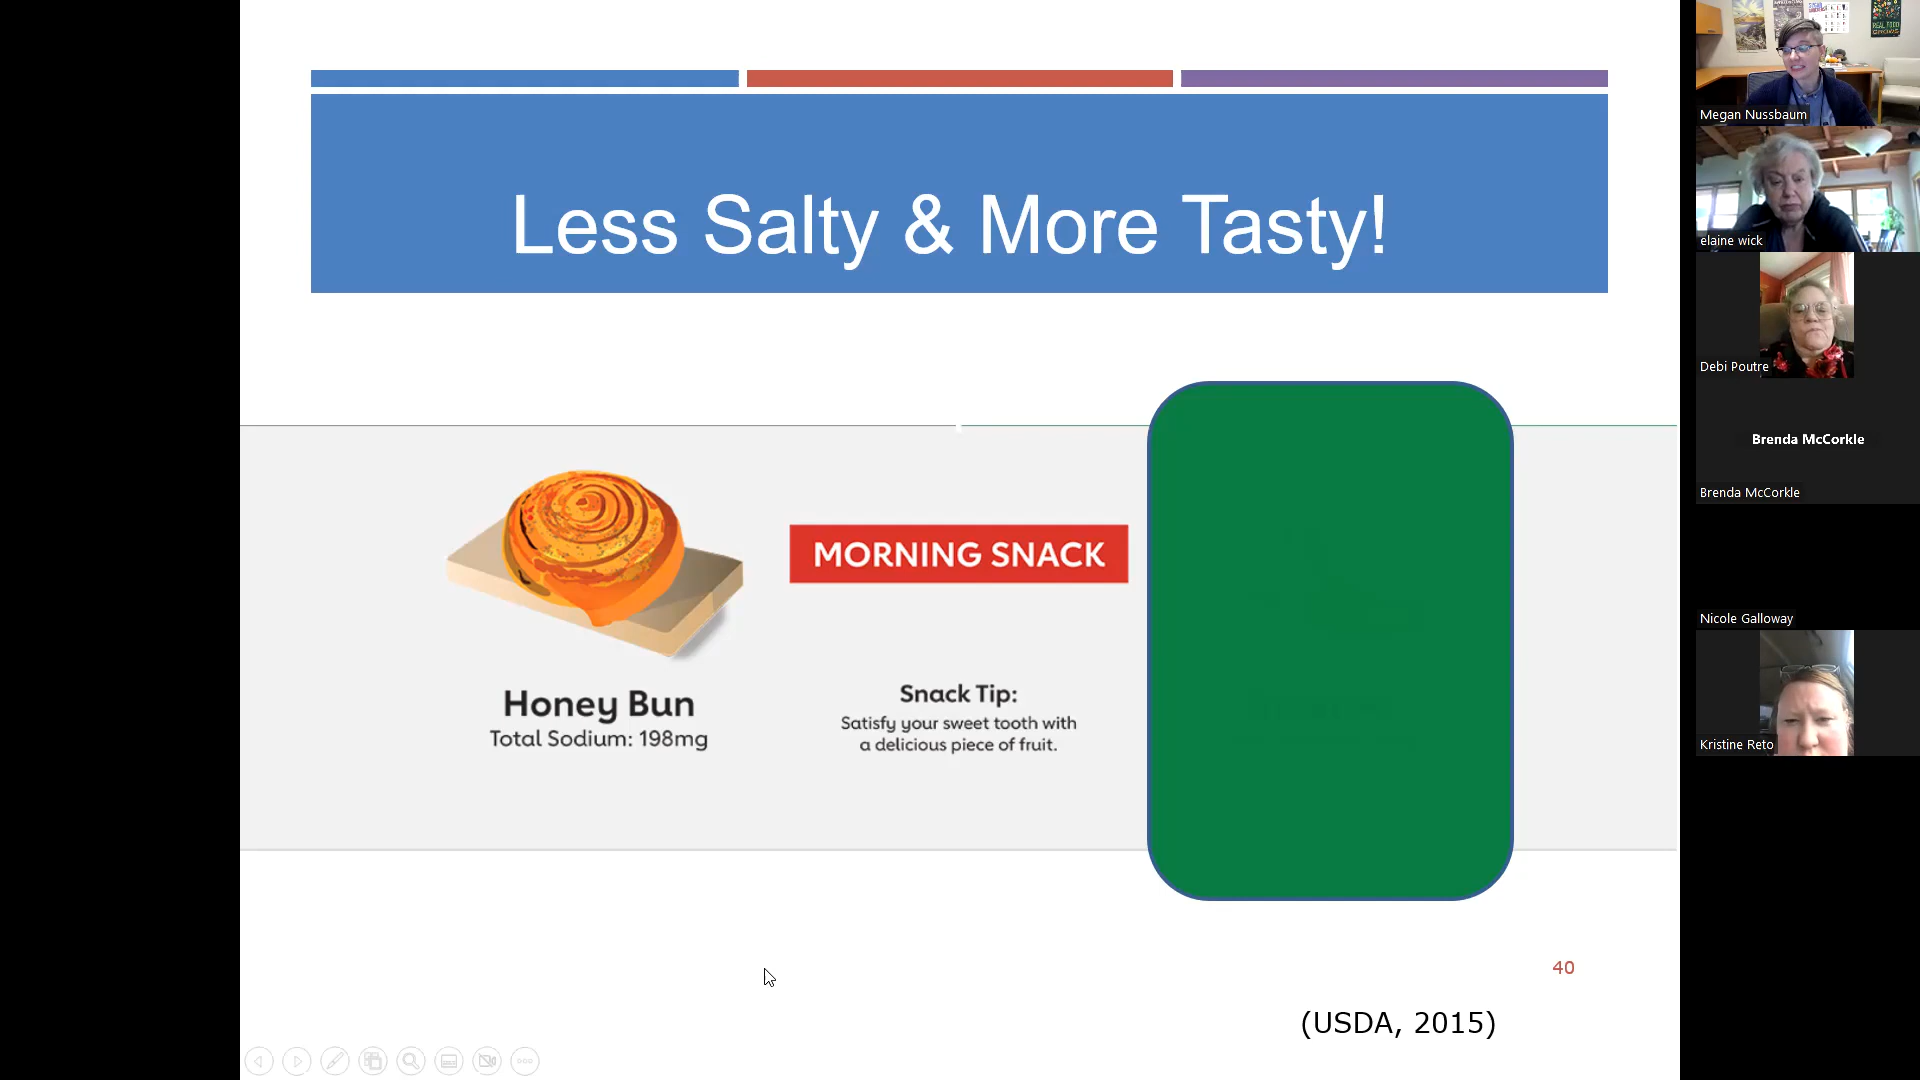 Less Salty & More Tasty!
MORNING SNACK
Honey Bun
Total Sodium: 198mg
Snack Tip:
Satisfy your sweet tooth with
a delicious piece of fruit.
40
(USDA, 2015)
Megan Nussbaum
elaine wick
Debi Poutre
Brenda McCorkle
Brenda McCorkle
Nicole Galloway
Kristine Reto